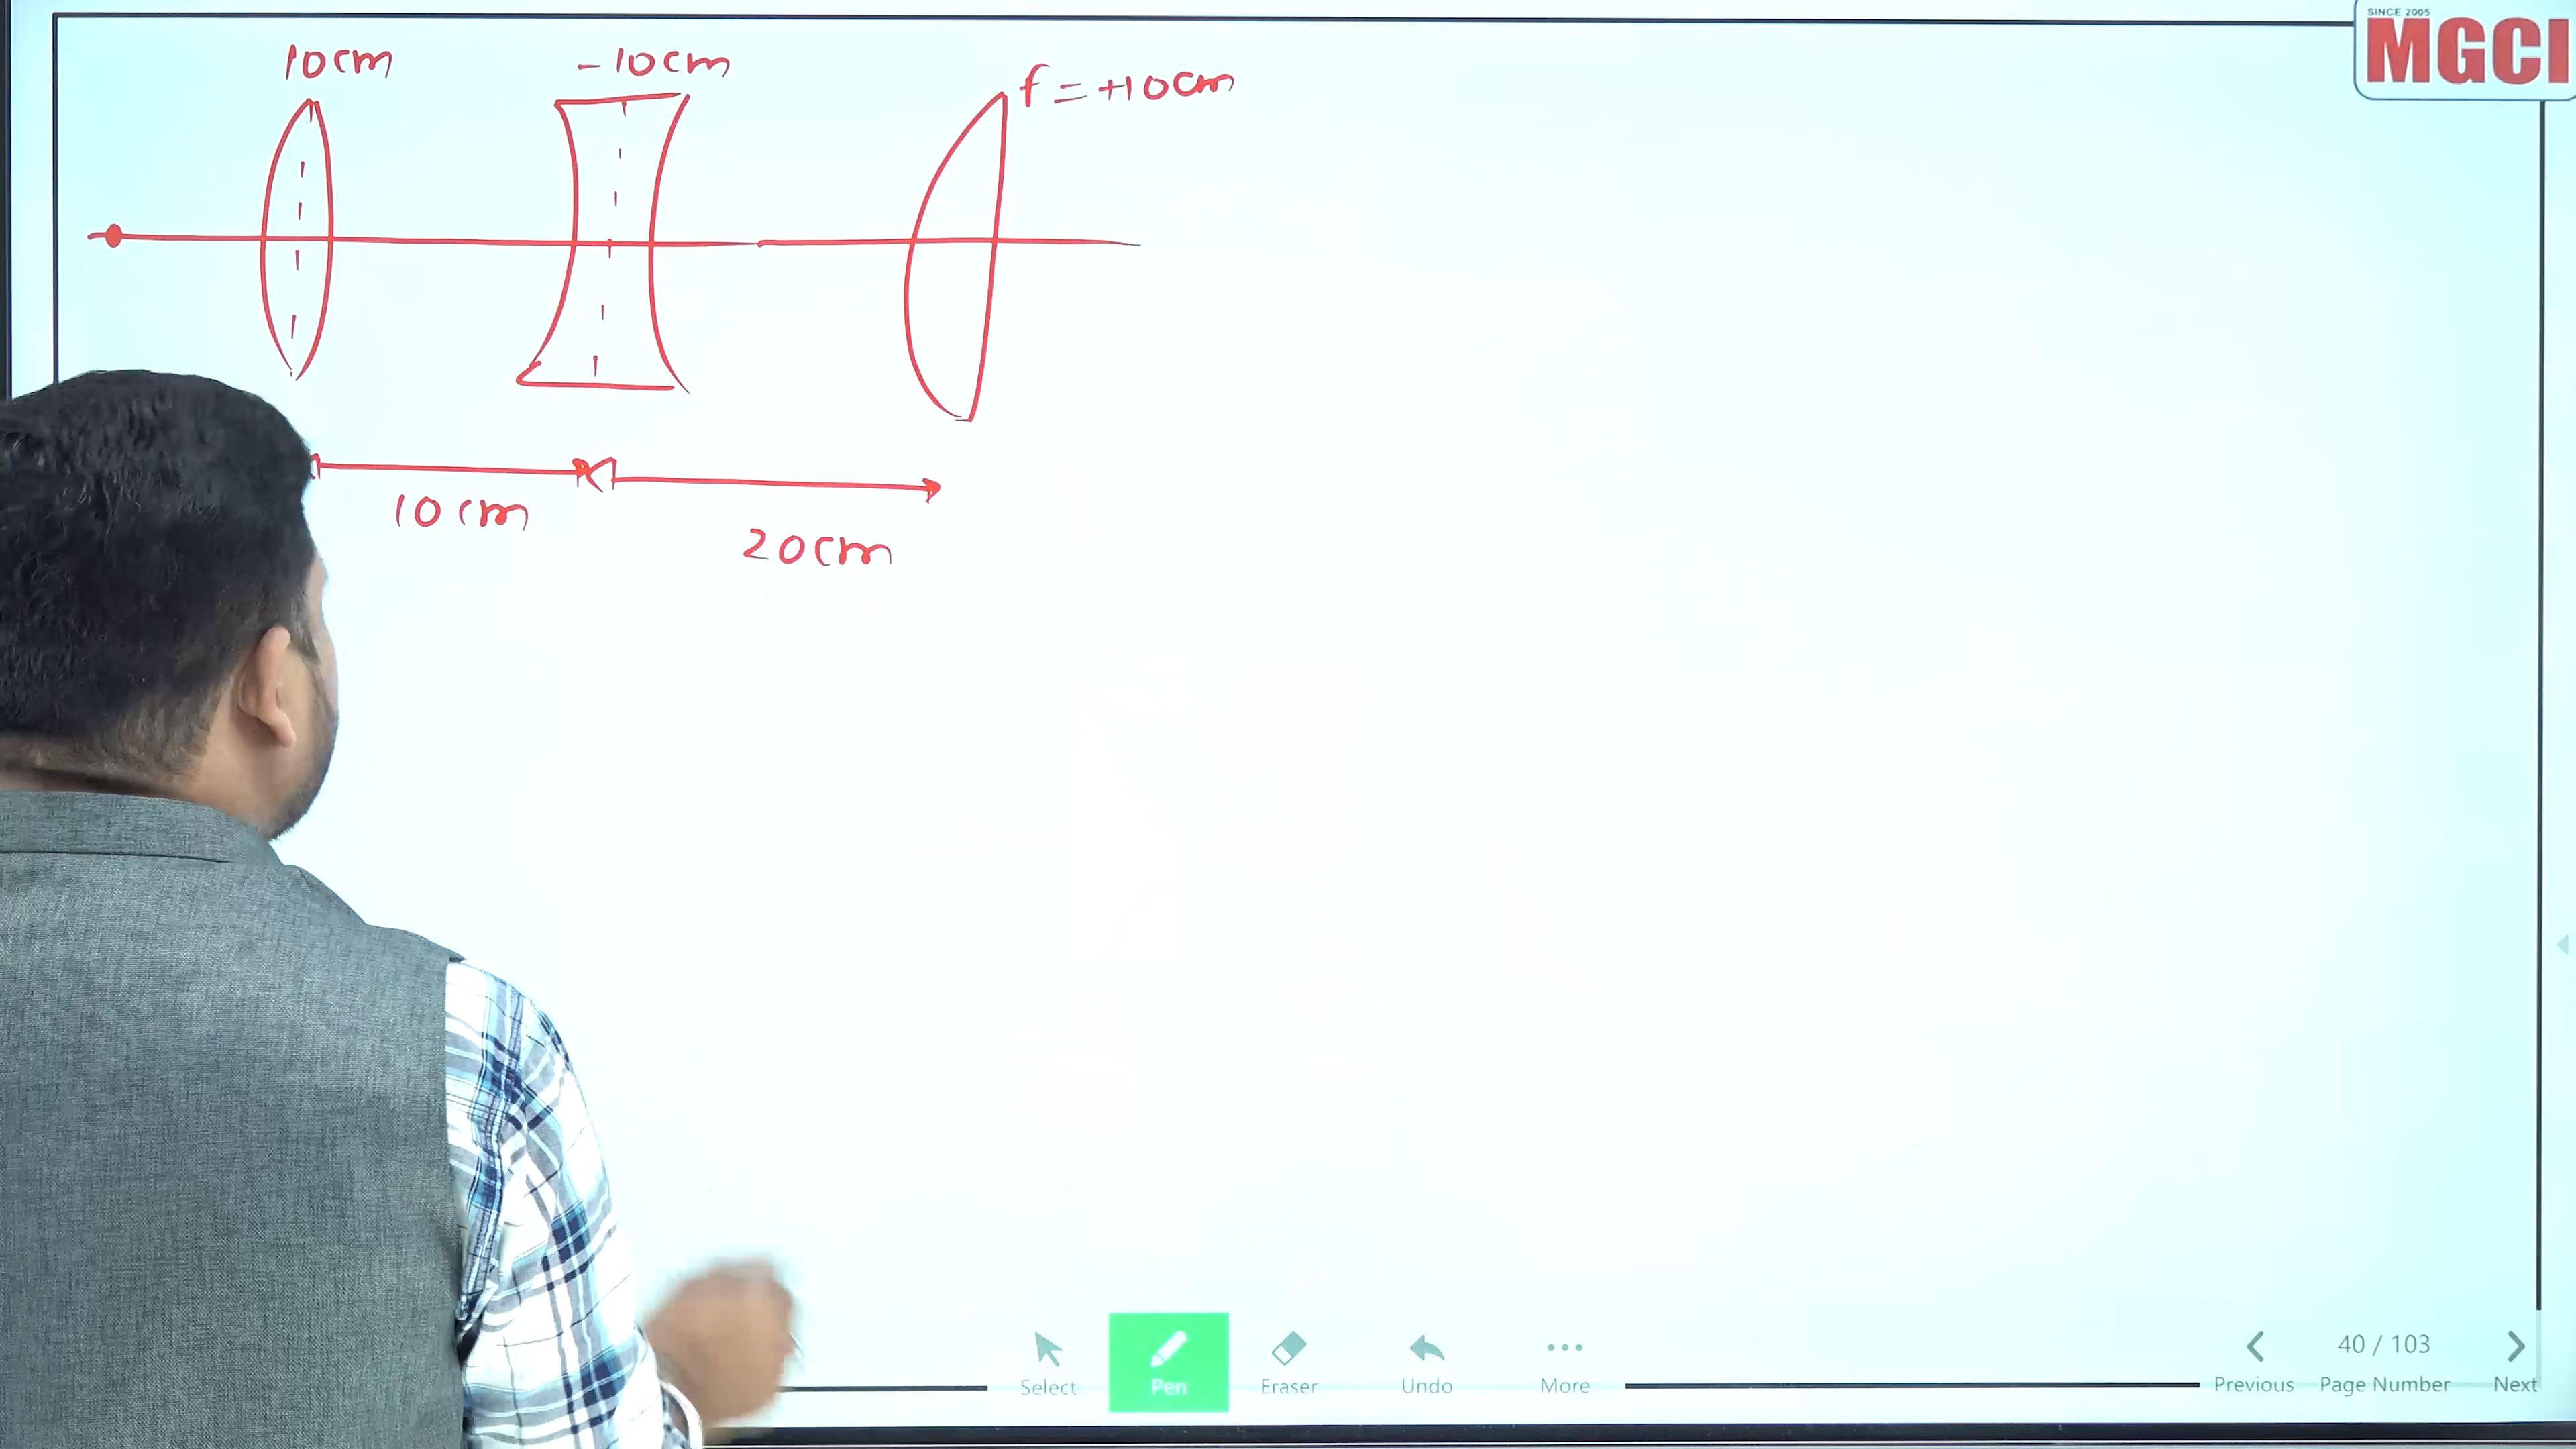 SINCE 2005
MGCI
10cm
-10cm
f = +10cm
10cm
20cm
Select
Pen
Eraser
Undo
More
Previous
40 / 103
Page Number
Next